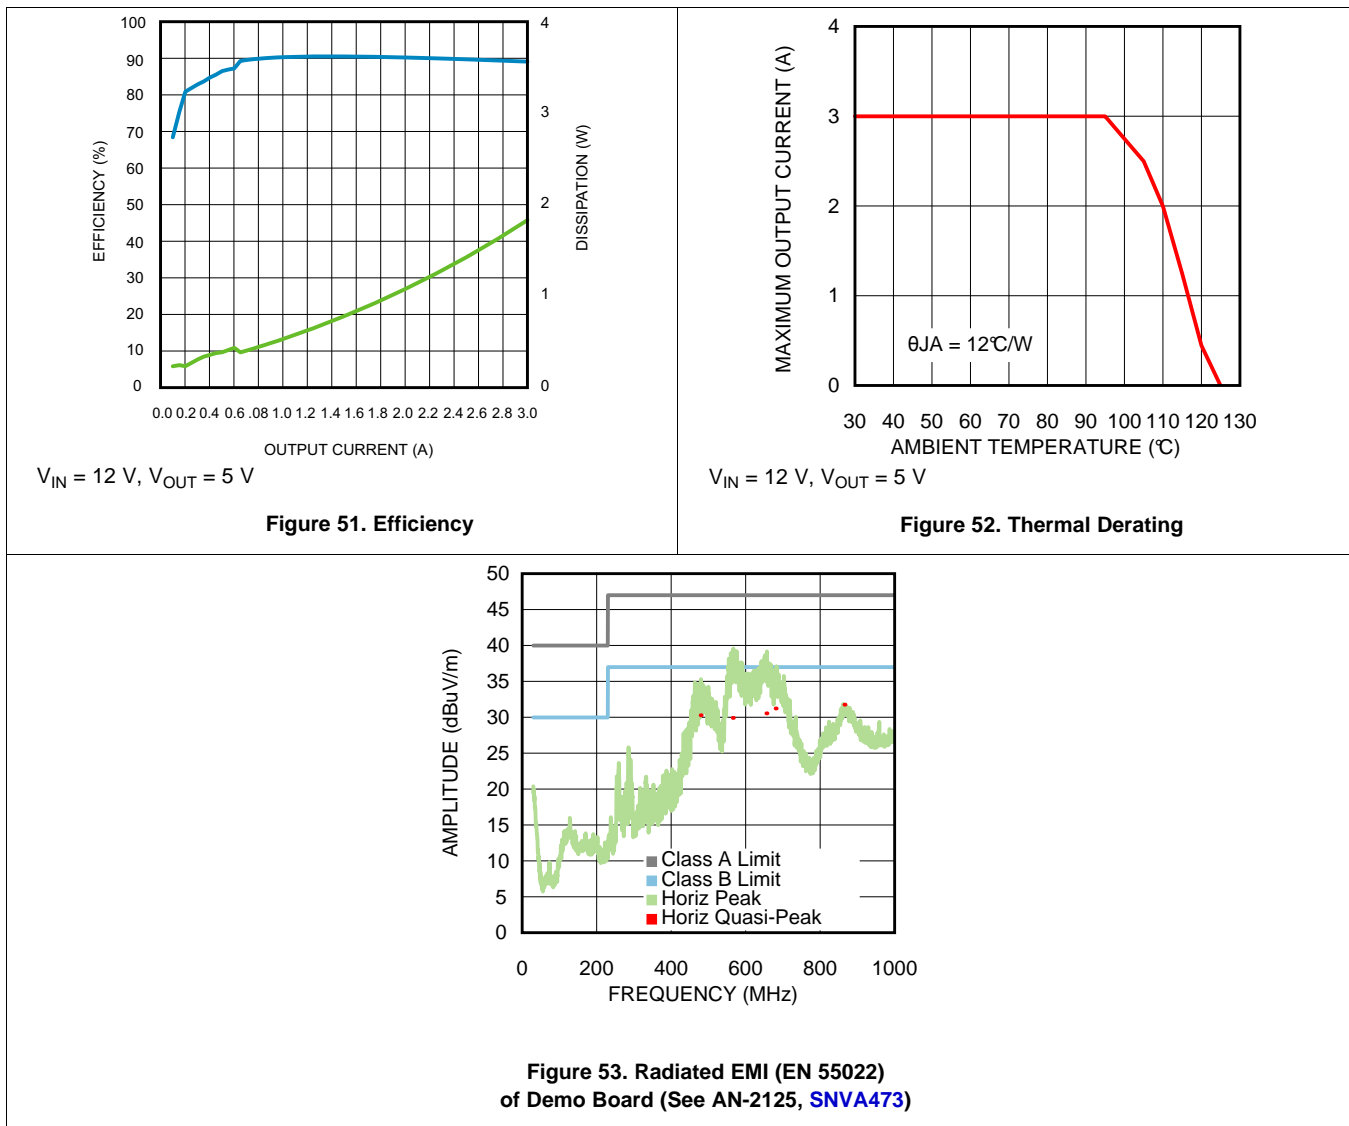 100
90
80
70
60
50
40
30
20
10
0
EFFICIENCY (%)
4
3
2
1
0
DISSIPATION (W)
0.0 0.2 0.4 0.6 .08 1.0 1.2 1.4 1.6 1.8 2.0 2.2 2.4 2.6 2.8 3.0
OUTPUT CURRENT (A)
VIN = 12 V, VOUT = 5 V
Figure 51. Efficiency
4
3
2
1
0
MAXIMUM OUTPUT CURRENT (A)
θJA = 12°C/W
30 40 50 60 70 80 90 100 110 120 130
AMBIENT TEMPERATURE (°C)
VIN = 12 V, VOUT = 5 V
Figure 52. Thermal Derating
50
45
40
35
30
25
20
15
10
5
0
AMPLITUDE (dBuV/m)
Class A Limit
Class B Limit
Horiz Peak
Horiz Quasi-Peak
0 200 400 600 800 1000
FREQUENCY (MHz)
Figure 53. Radiated EMI (EN 55022)
of Demo Board (See AN-2125, SNVA473)